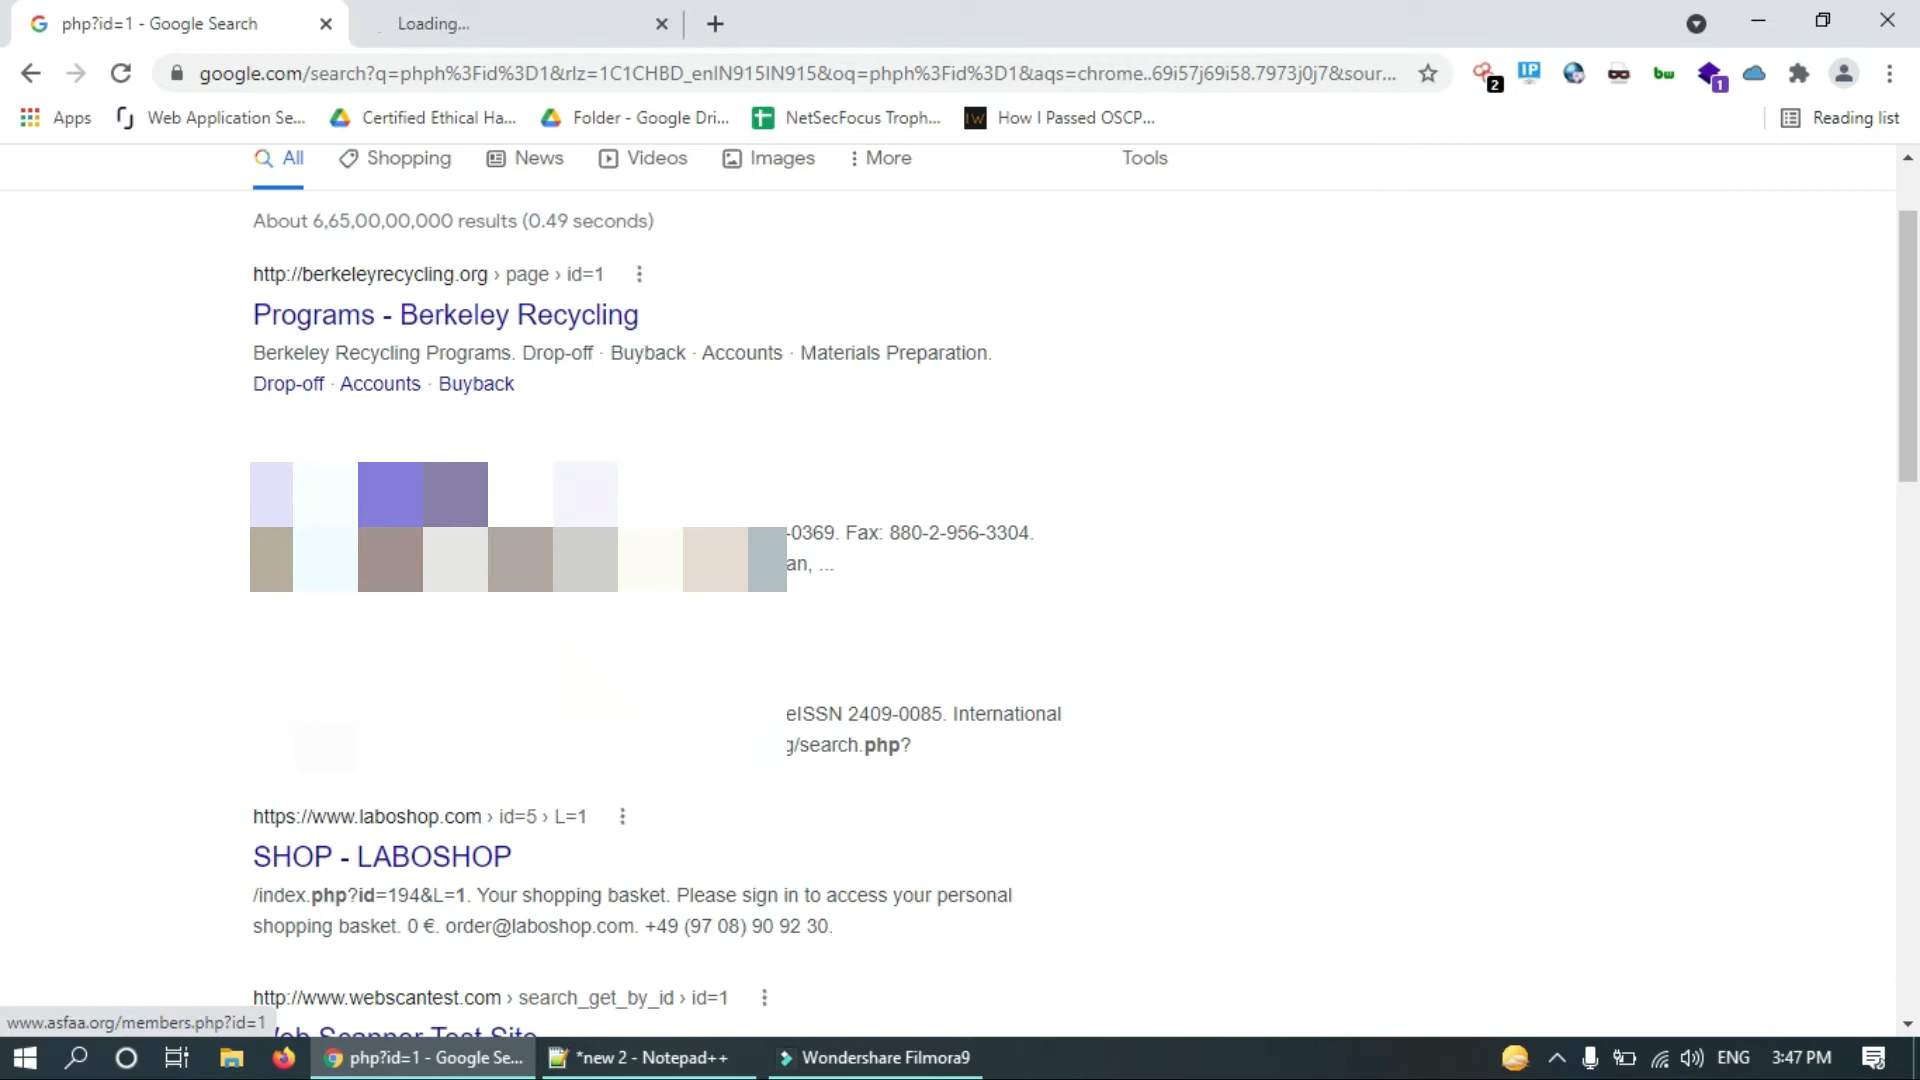 php?id=1 - Google Search
Loading...
google.com/search?q=phph%3Fid%3D1&rlz=1C1CHBD_enIN915IN915&oq=phph%3Fid%3D1&aqs=chrome..69i57j69i58.7973j0j7&sour...
IP
2
bw
1
Apps
Web Application Se...
Certified Ethical Ha...
Folder - Google Dri...
NetSecFocus Troph...
How I Passed OSCP...
Reading list
All
Shopping
News
Videos
Images
More
Tools
About 6,65,00,00,000 results (0.49 seconds)
http://berkeleyrecycling.org › page › id=1
Programs - Berkeley Recycling
Berkeley Recycling Programs. Drop-off · Buyback · Accounts · Materials Preparation.
Drop-off · Accounts · Buyback
-0369. Fax: 880-2-956-3304.
an, ...
eISSN 2409-0085. International
g/search.php?
https://www.laboshop.com › id=5 › L=1
SHOP - LABOSHOP
/index.php?id=194&L=1. Your shopping basket. Please sign in to access your personal
shopping basket. 0 €. order@laboshop.com. +49 (97 08) 90 92 30.
http://www.webscantest.com › search_get_by_id › id=1
Web Scanner Test Site
www.asfaa.org/members.php?id=1
php?id=1 - Google Se...
*new 2 - Notepad++
Wondershare Filmora9
ENG
3:47 PM